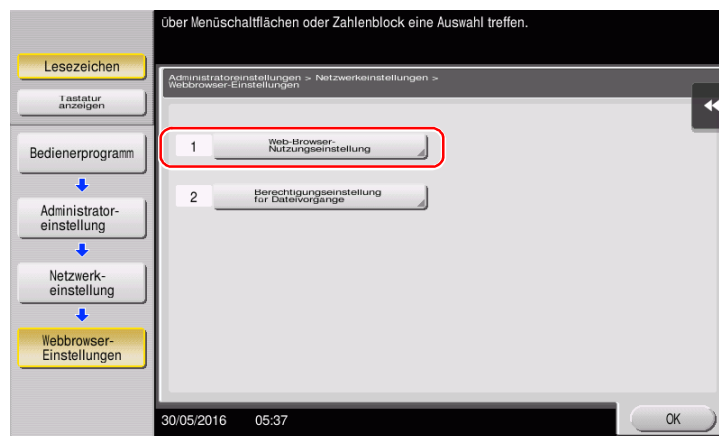 über Menüschaltflächen oder Zahlenblock eine Auswahl treffen.
Lesezeichen
Tastatur
anzeigen
Bedienerprogramm
Administrator-
einstellung
Netzwerk-
einstellung
Webbrowser-
Einstellungen
Administratoreinstellungen > Netzwerkeinstellungen >
Webbrowser-Einstellungen
1 Web-Browser-
Nutzungseinstellung
2 Berechtigungseinstellung
für Dateivorgänge
30/05/2016 05:37
OK